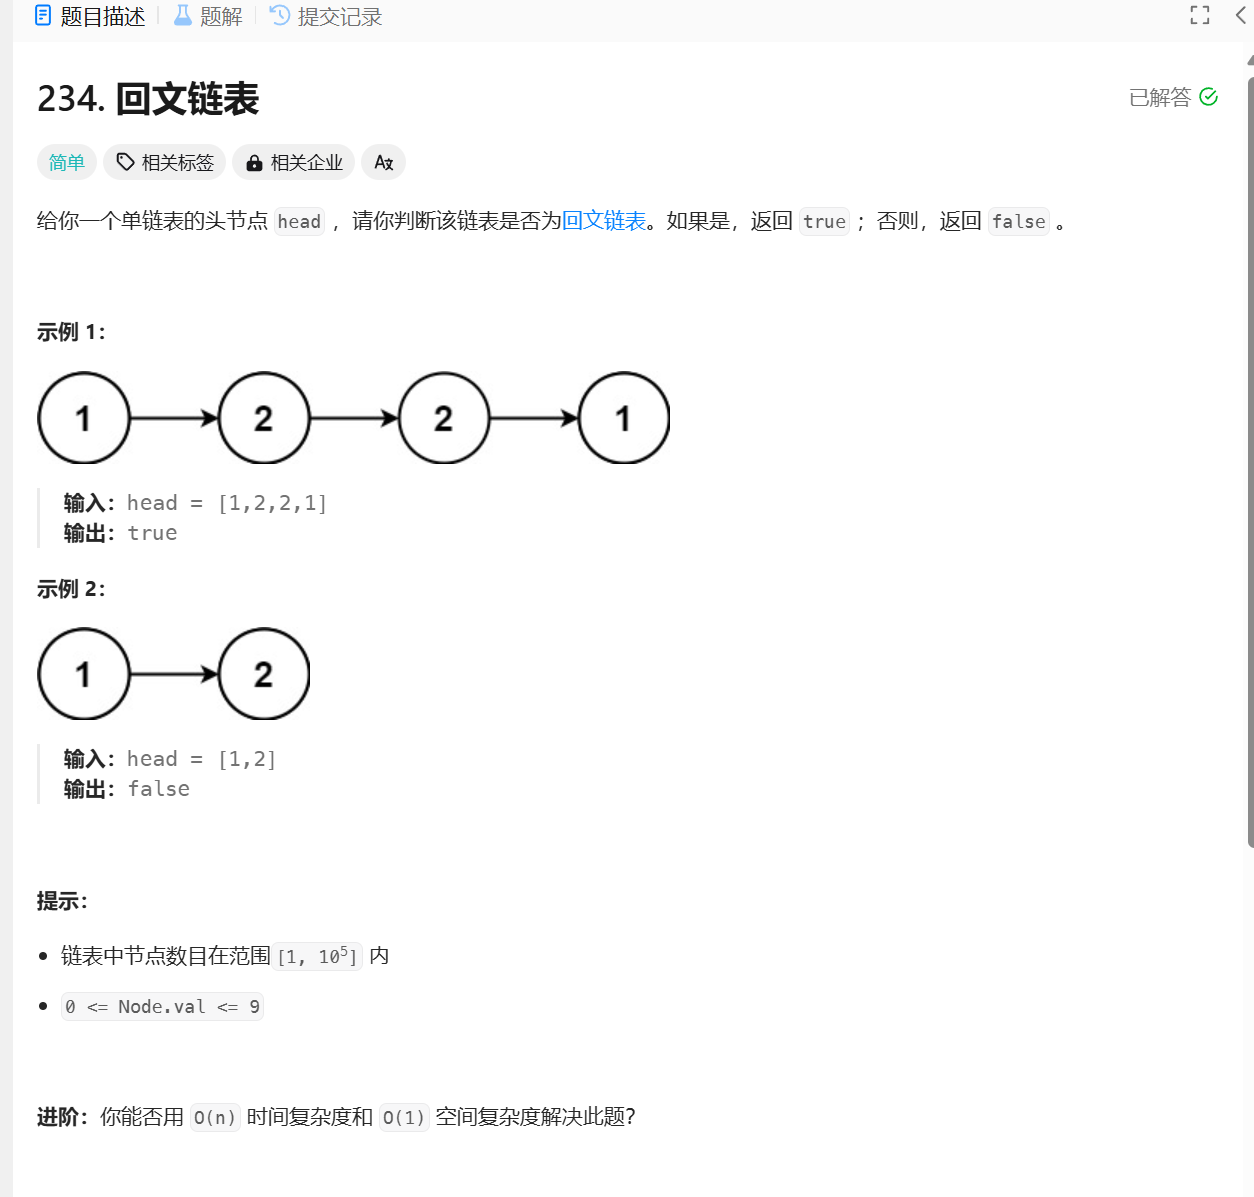 题目描述 题解 提交记录
234. 回文链表 已解答
简单 相关标签 相关企业 Aあ
给你一个单链表的头节点 head ，请你判断该链表是否为回文链表。如果是，返回 true ；否则，返回 false 。
示例 1：
1 2 2 1
输入：head = [1,2,2,1]
输出：true
示例 2：
1 2
输入：head = [1,2]
输出：false
提示：
• 链表中节点数目在范围[1, 10⁵] 内
• 0 <= Node.val <= 9
进阶：你能否用 O(n) 时间复杂度和 O(1) 空间复杂度解决此题？